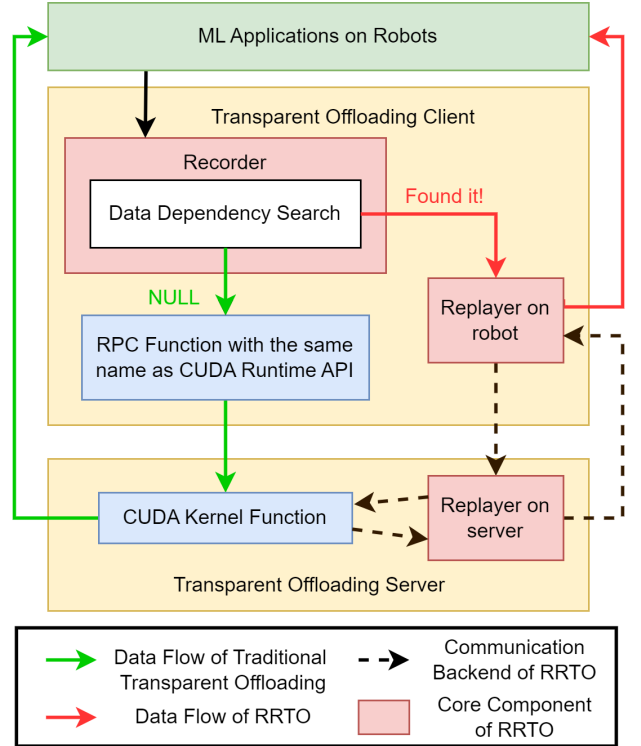 ML Applications on Robots
Transparent Offloading Client
Recorder
Data Dependency Search
Found it!
NULL
Replayer on
robot
RPC Function with the same
name as CUDA Runtime API
CUDA Kernel Function
Replayer on
server
Transparent Offloading Server
Data Flow of Traditional
Transparent Offloading
Communication
Backend of RRTO
Data Flow of RRTO
Core Component
of RRTO